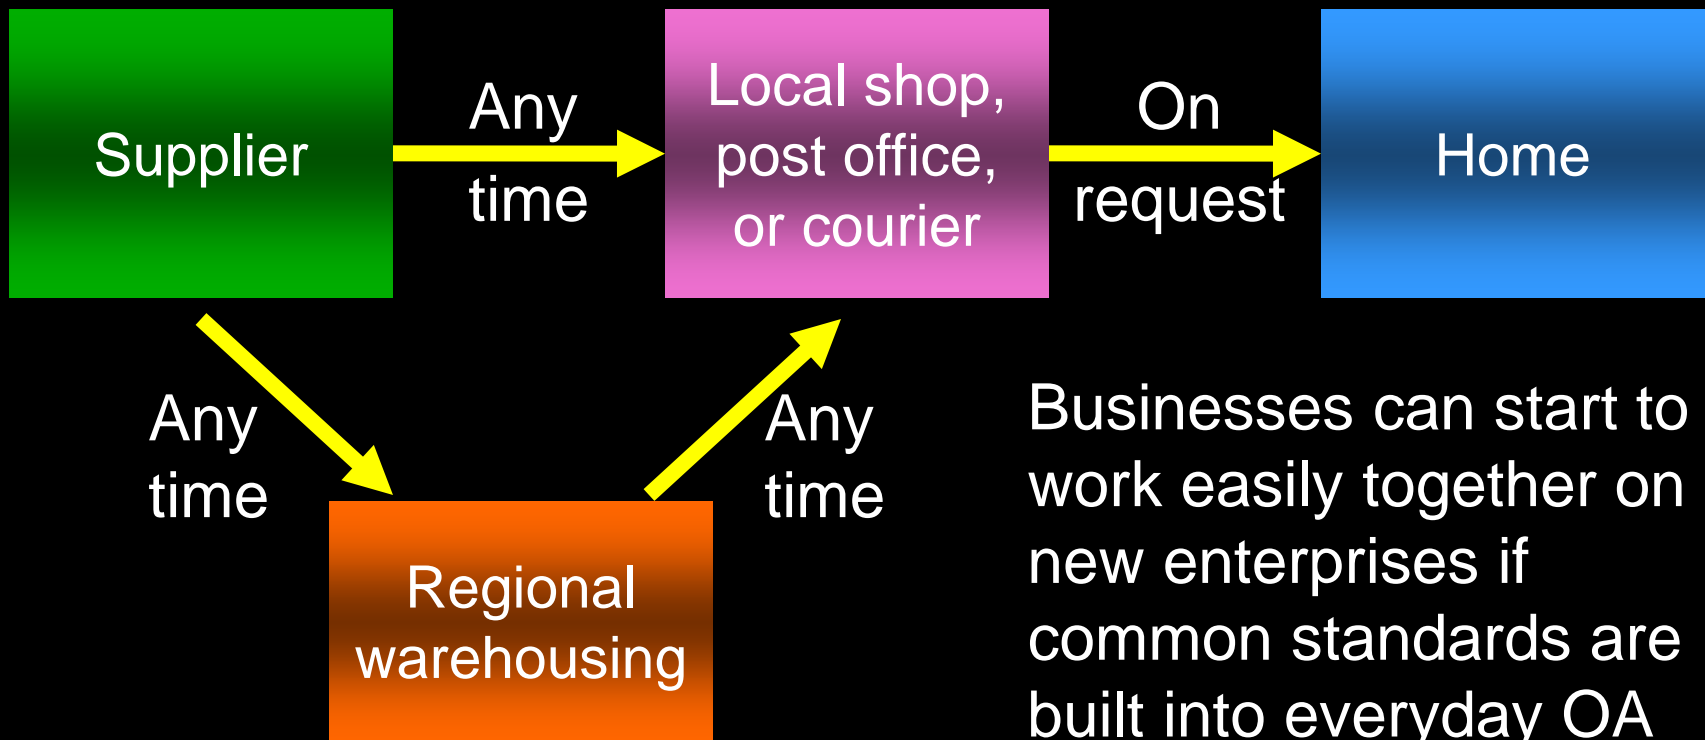 Supplier
Any
time
Local shop,
post office,
or courier
On
request
Home
Any
time
Any
time
Regional
warehousing
Businesses can start to
work easily together on
new enterprises if
common standards are
built into everyday OA